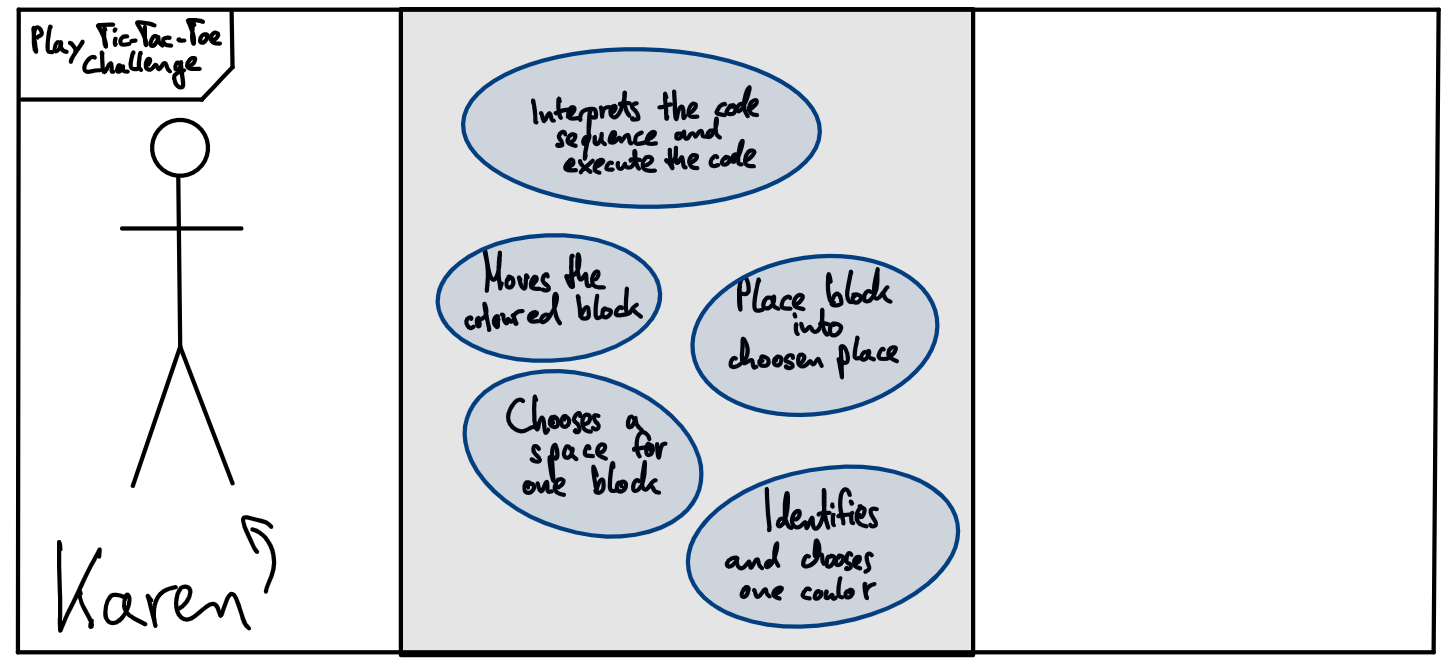 Play Tic-Tac-Toe
Challenge
Interprets the code
sequence and
execute the code
Moves the
coloured block
Place block
into
choosen place
Chooses a
space for
one block
Identifies
and chooses
one coulor
Karen